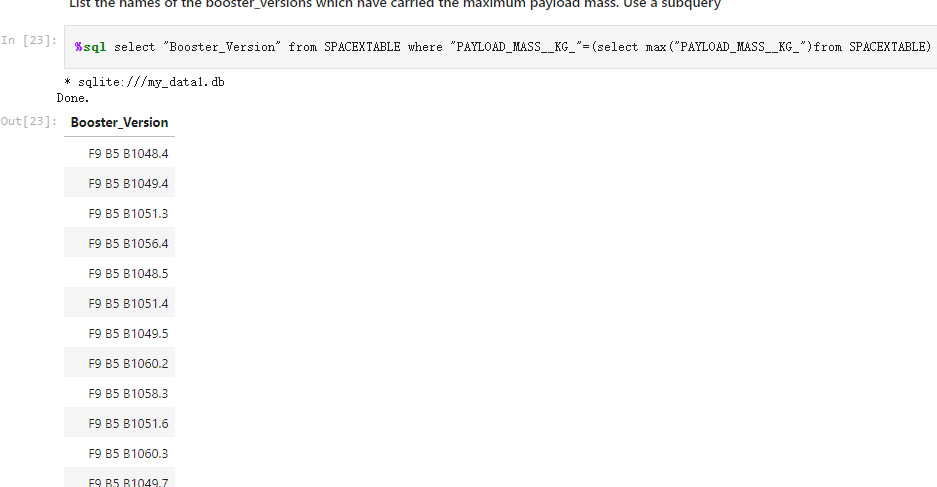 List the names of the booster_versions which have carried the maximum payload mass. Use a subquery
In [23]: %sql select "Booster_Version" from SPACEXTABLE where "PAYLOAD_MASS__KG_"=(select max("PAYLOAD_MASS__KG_")from SPACEXTABLE)
* sqlite:///my_data1.db
Done.
Out[23]: Booster_Version
F9 B5 B1048.4
F9 B5 B1049.4
F9 B5 B1051.3
F9 B5 B1056.4
F9 B5 B1048.5
F9 B5 B1051.4
F9 B5 B1049.5
F9 B5 B1060.2
F9 B5 B1058.3
F9 B5 B1051.6
F9 B5 B1060.3
F9 B5 B1049.7